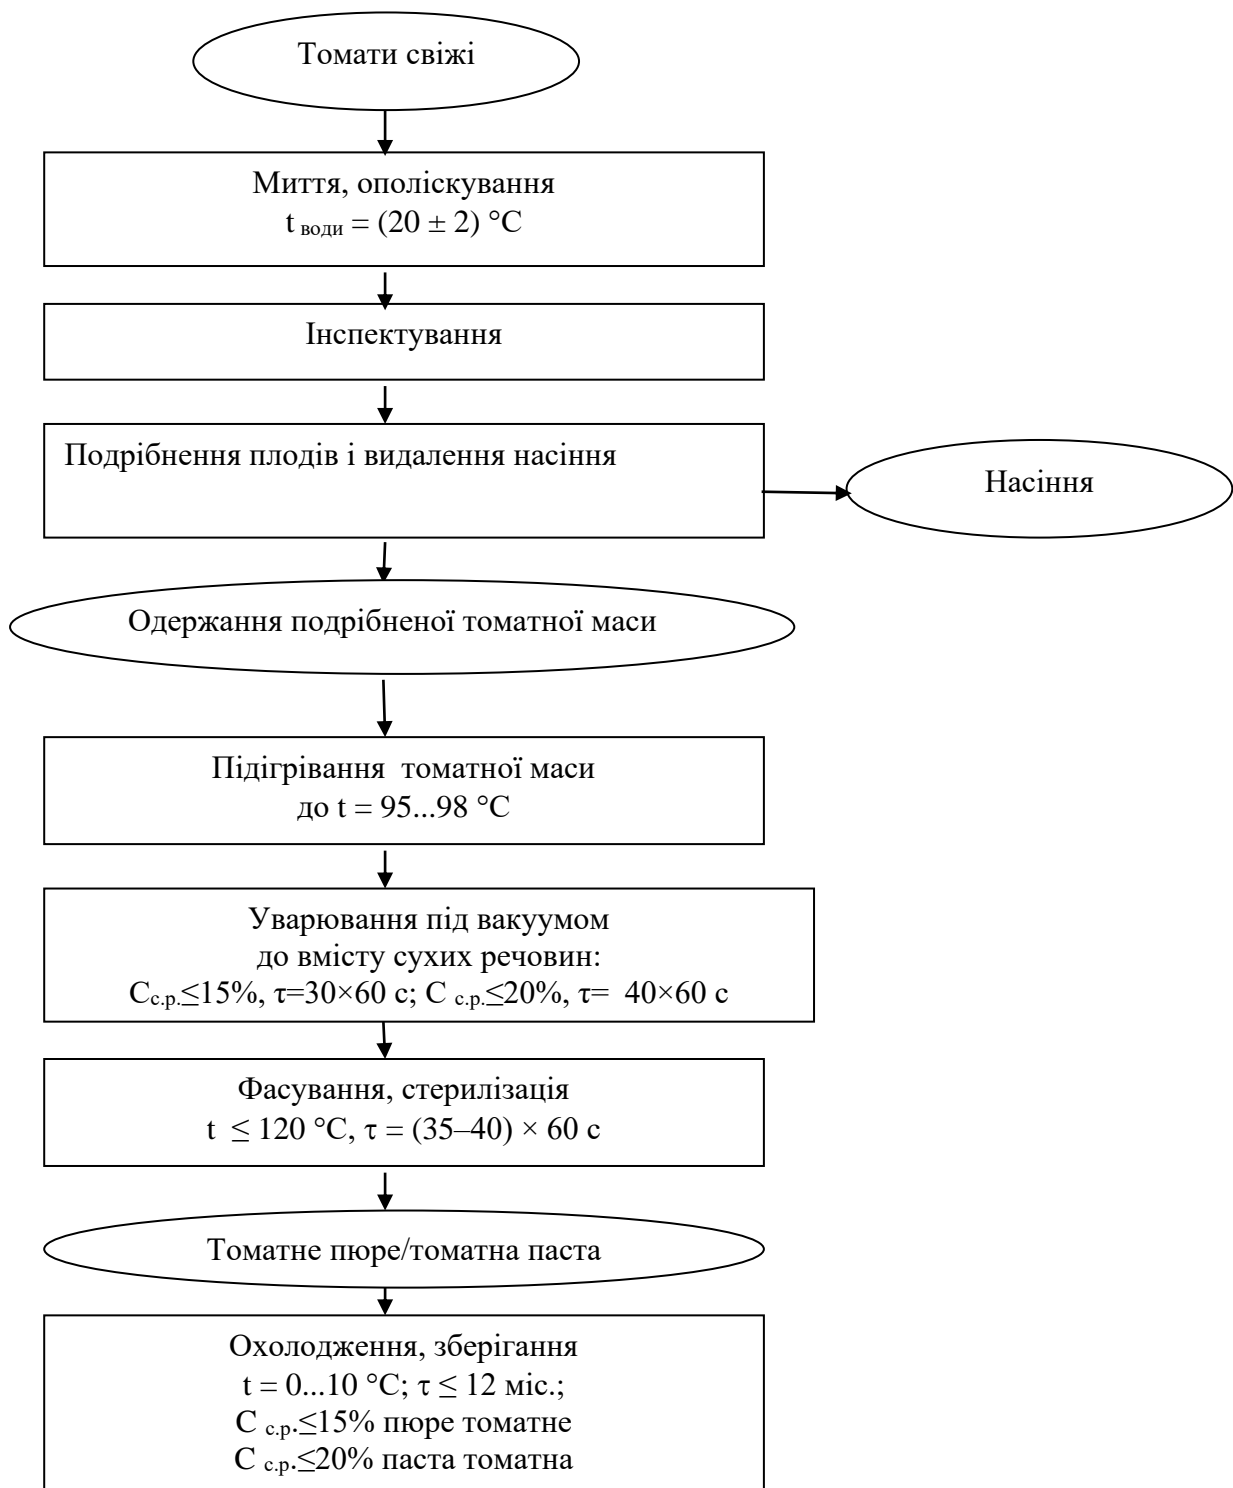 Томати свіжі
Миття, ополіскування
t води = (20 ± 2) °С
Інспектування
Подрібнення плодів і видалення насіння
Насіння
Одержання подрібненої томатної маси
Підігрівання томатної маси
до t = 95...98 °С
Уварювання під вакуумом
до вмісту сухих речовин:
Сс.р.≤15%, τ=30×60 с; С с.р.≤20%, τ= 40×60 с
Фасування, стерилізація
t ≤ 120 °С, τ = (35–40) × 60 с
Томатне пюре/томатна паста
Охолодження, зберігання
t = 0...10 °С; τ ≤ 12 міс.;
С с.р.≤15% пюре томатне
С с.р.≤20% паста томатна